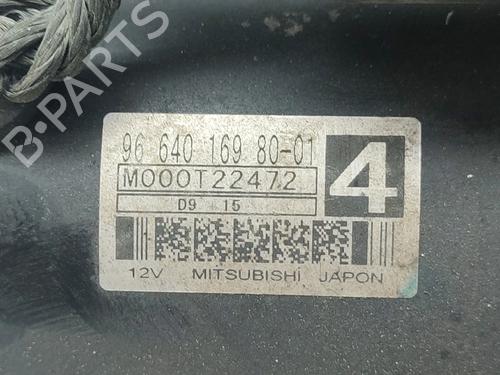 96 640 169 80-01
4
M000T22472
D9 15
12V MITSUBISHI JAPON
B-PARTS